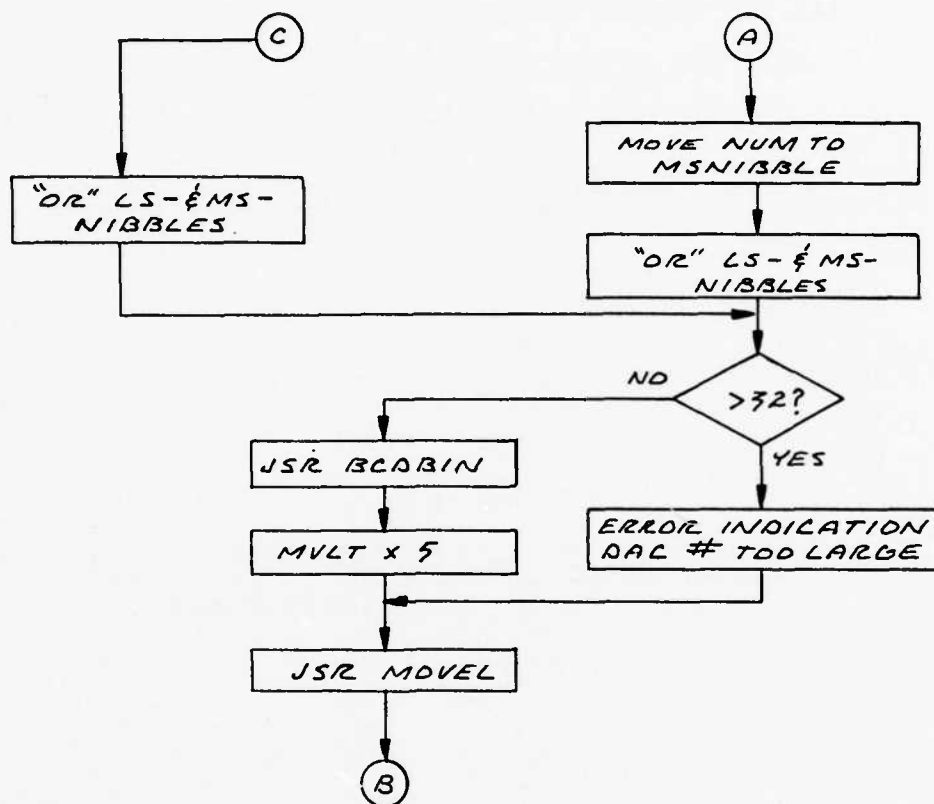 C
A
MOVE NUM TO
MSNIBBLE
"OR" LS- & MS-
NIBBLES
"OR" LS- & MS-
NIBBLES
>32?
NO
YES
JSR BCDBIN
MULT x 5
ERROR INDICATION
DAC # TOO LARGE
JSR MOVEL
B